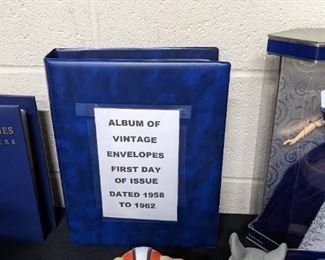 ALBUM OF
VINTAGE
ENVELOPES
FIRST DAY
OF ISSUE
DATED 1958
TO 1962